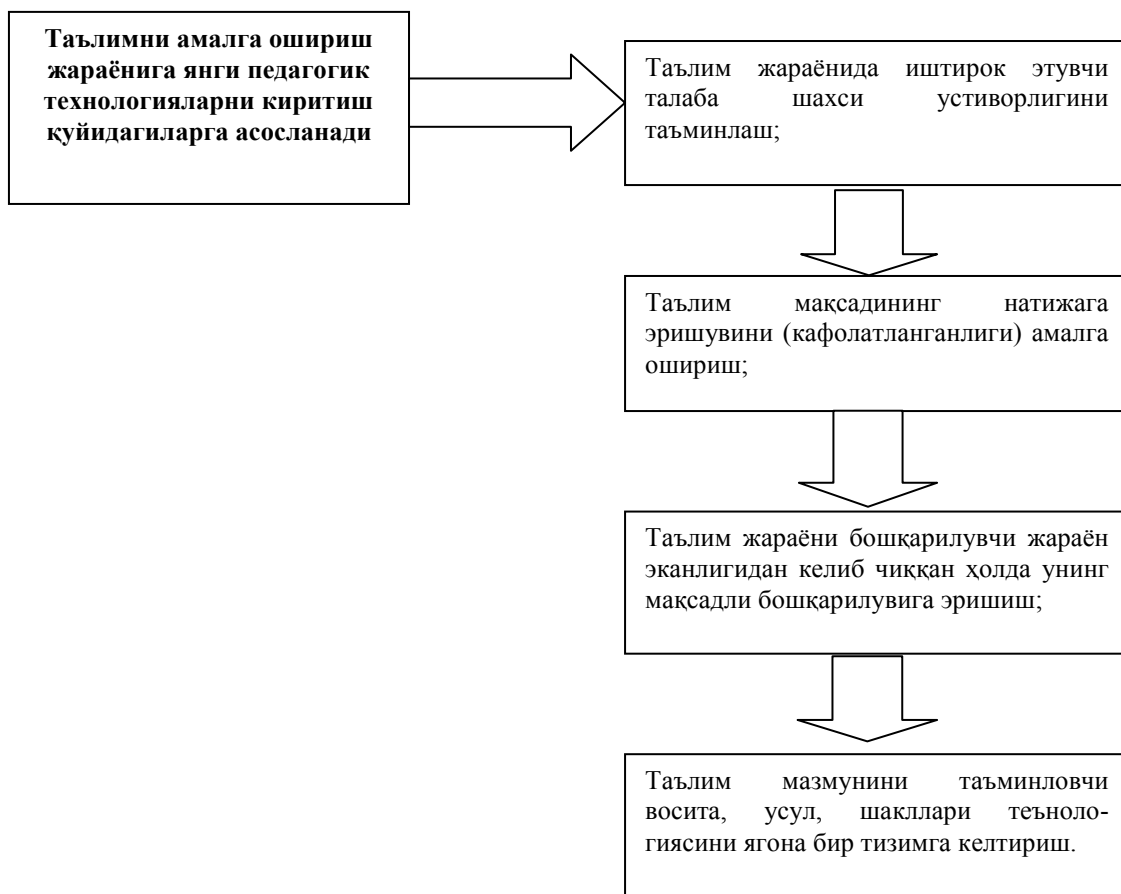 Таълимни амалга ошириш
жараёнига янги педагогик
технологияларни киритиш
қуйидагиларга асосланади
Таълим жараёнида иштирок этувчи
талаба шахси устиворлигини
таъминлаш;
Таълим мақсадининг натижага
эришувини (кафолатланганлиги) амалга
ошириш;
Таълим жараёни бошқарилувчи жараён
эканлигидан келиб чиққан ҳолда унинг
мақсадли бошқарилувига эришиш;
Таълим мазмунини таъминловчи
восита, усул, шакллари теъноло-
гиясини ягона бир тизимга келтириш.